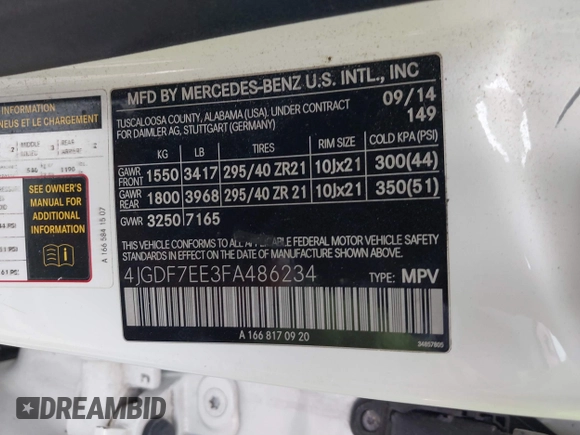 INFORMATION
NEUS ET LE CHARGEMENT
SEE OWNER'S
MANUAL FOR
ADDITIONAL
INFORMATION
A 166 584 15 07
MFD BY MERCEDES-BENZ U.S. INTL., INC
TUSCALOOSA COUNTY, ALABAMA (USA). UNDER CONTRACT
FOR DAIMLER AG, STUTTGART (GERMANY)
09/14
149
KG LB TIRES RIM SIZE COLD KPA (PSI)
GAWR FRONT 1550 3417 295/40 ZR21 10Jx21 300(44)
GAWR REAR 1800 3968 295/40 ZR 21 10Jx21 350(51)
GVWR 3250 7165
THIS VEHICLE CONFORMS TO ALL APPLICABLE FEDERAL MOTOR VEHICLE SAFETY
STANDARDS IN EFFECT ON THE DATE OF MANUFACTURE SHOWN ABOVE.
4JGDF7EE3FA486234 TYPE: MPV
A 166 817 09 20
34857805
DREAMBID